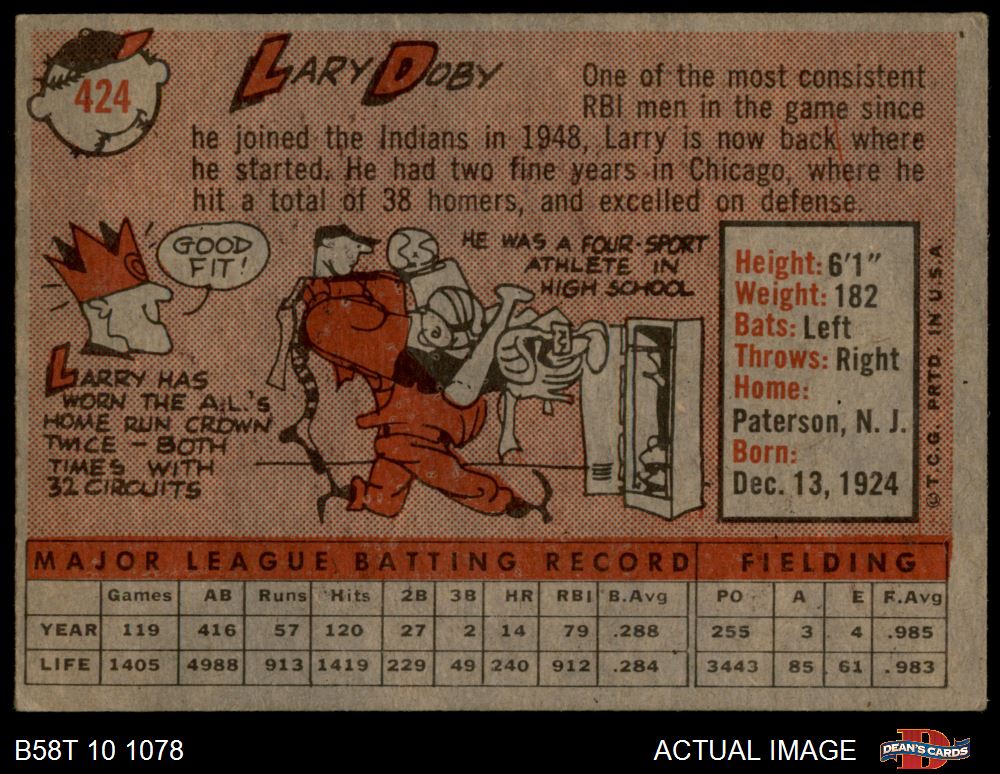 424
LARY DOBY
One of the most consistent
RBI men in the game since
he joined the Indians in 1948, Larry is now back where
he started. He had two fine years in Chicago, where he
hit a total of 38 homers, and excelled on defense.
GOOD
FIT!
LARRY HAS
WORN THE A.L.'S
HOME RUN CROWN
TWICE – BOTH
TIMES WITH
32 CIRCUITS
HE WAS A FOUR-SPORT
ATHLETE IN
HIGH SCHOOL
Height: 6'1"
Weight: 182
Bats: Left
Throws: Right
Home:
Paterson, N. J.
Born:
Dec. 13, 1924
©T.C.G. PRTD. IN U.S.A.
MAJOR LEAGUE BATTING RECORD FIELDING
Games AB Runs Hits 2B 3B HR RBI B.Avg PO A E F.Avg
YEAR 119 416 57 120 27 2 14 79 .288 255 3 4 .985
LIFE 1405 4988 913 1419 229 49 240 912 .284 3443 85 61 .983
B58T 10 1078
ACTUAL IMAGE
DEAN'S CARDS